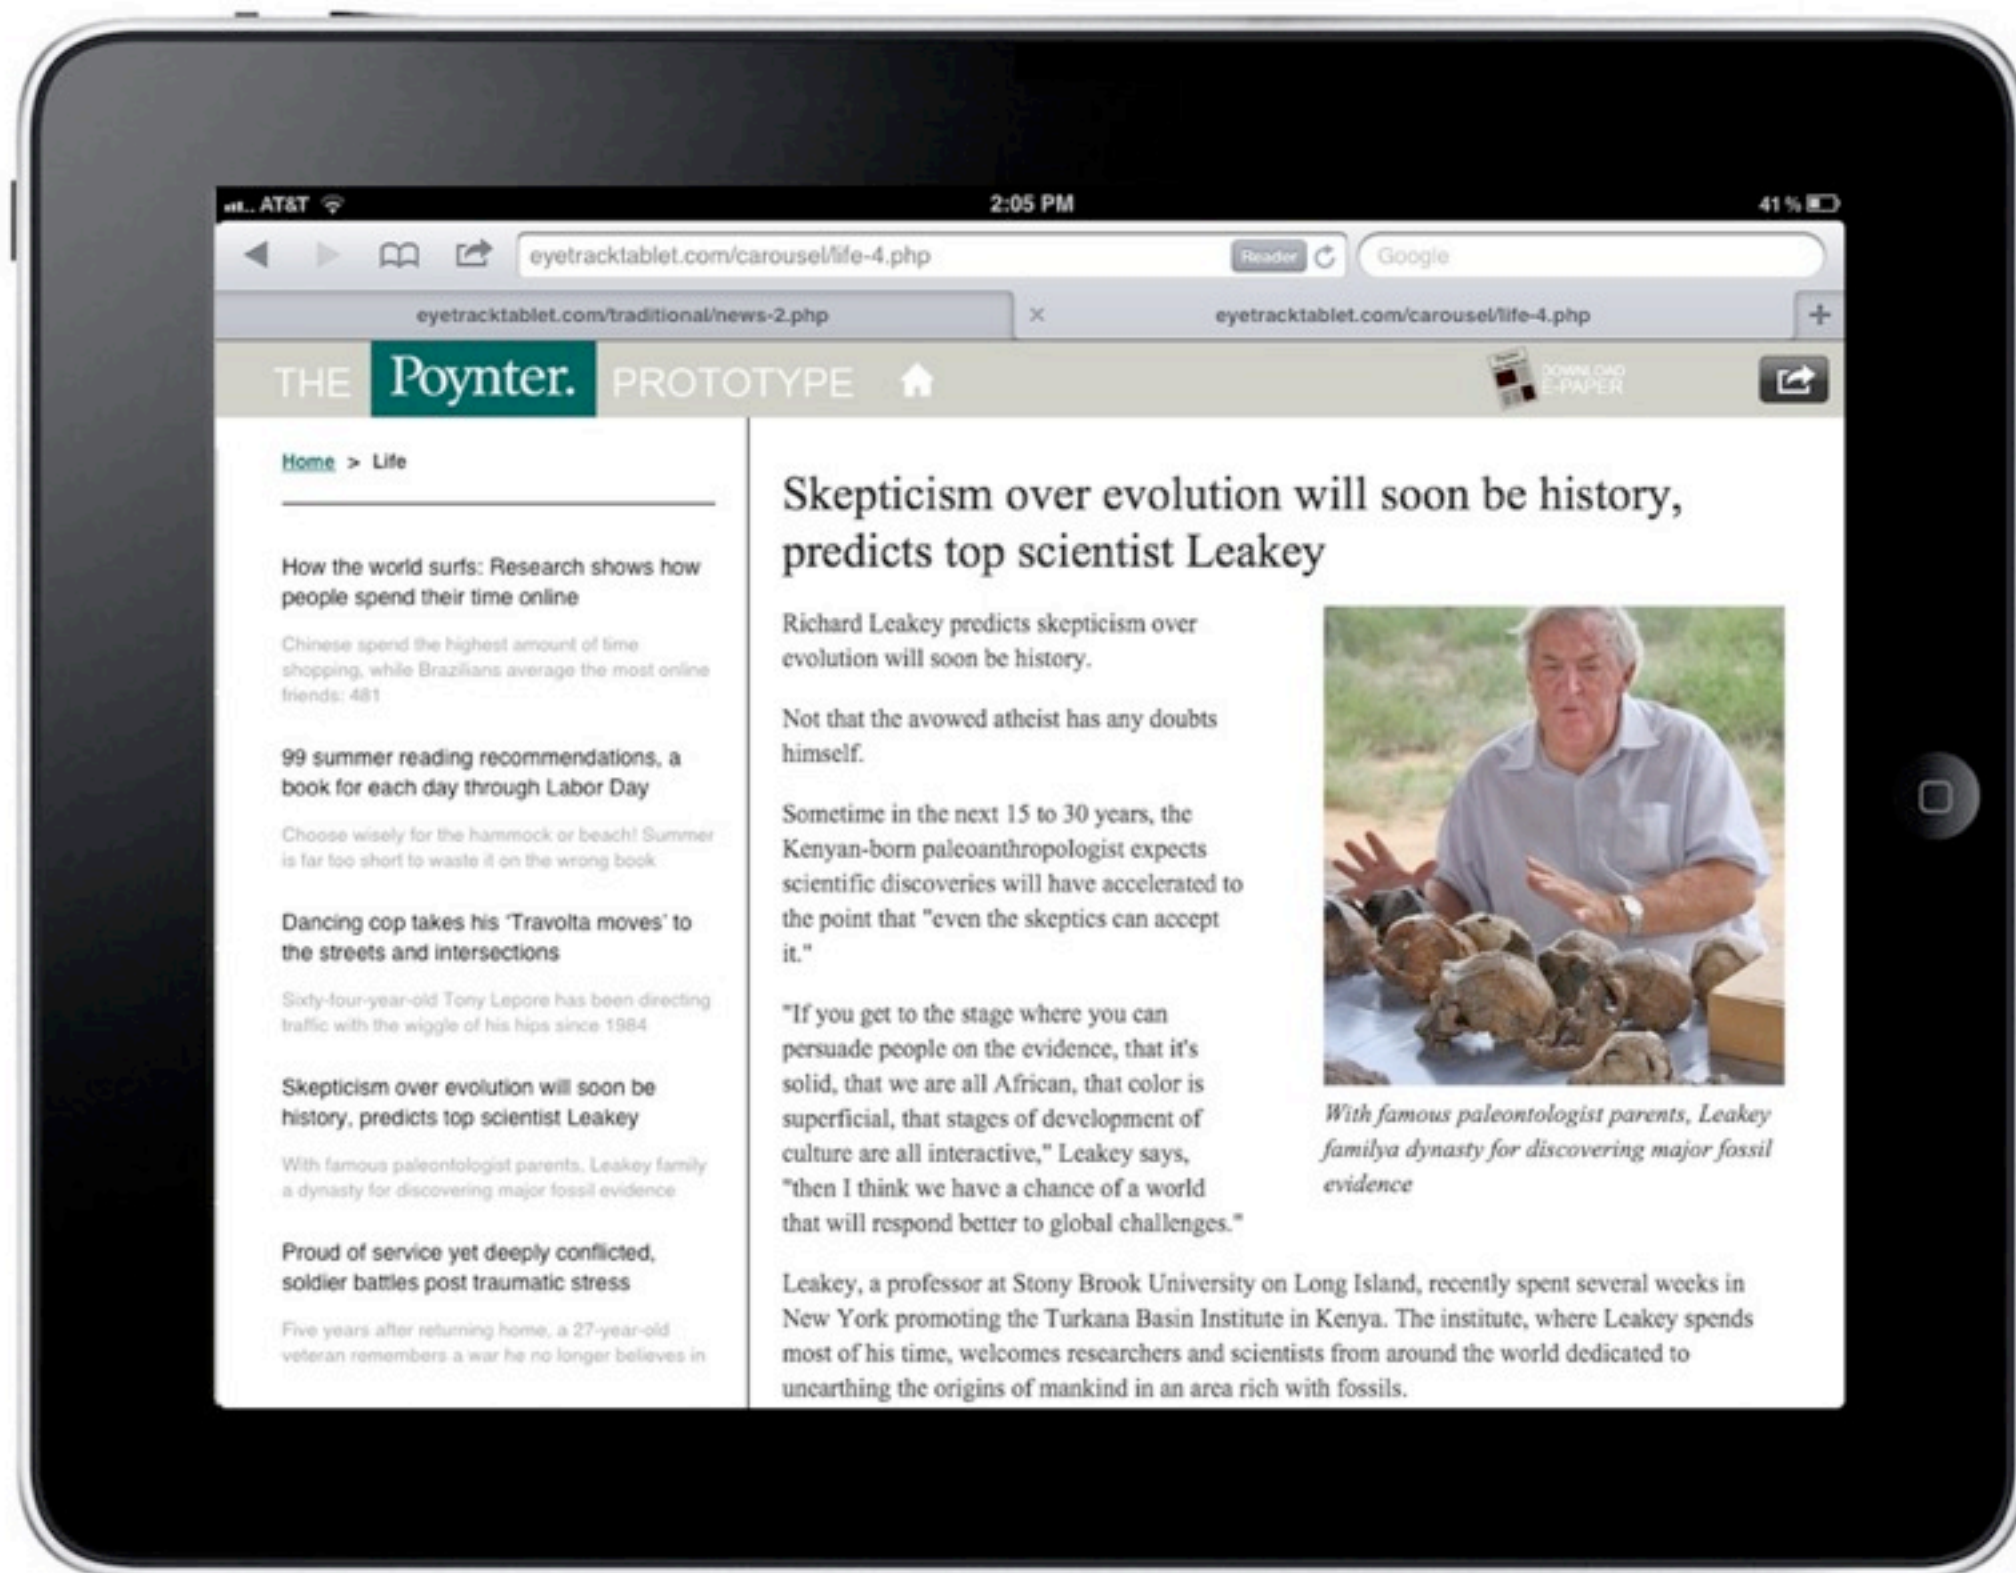 AT&T
2:05 PM
41 %
eyetracktablet.com/carousel/life-4.php
Reader
Google
eyetracktablet.com/traditional/news-2.php
eyetracktablet.com/carousel/life-4.php
THE Poynter. PROTOTYPE
DOWNLOAD
E-PAPER
Home > Life
How the world surfs: Research shows how
people spend their time online
Chinese spend the highest amount of time
shopping, while Brazilians average the most online
friends: 481
99 summer reading recommendations, a
book for each day through Labor Day
Choose wisely for the hammock or beach! Summer
is far too short to waste it on the wrong book
Dancing cop takes his ‘Travolta moves’ to
the streets and intersections
Sixty-four-year-old Tony Lepore has been directing
traffic with the wiggle of his hips since 1984
Skepticism over evolution will soon be
history, predicts top scientist Leakey
With famous paleontologist parents, Leakey family
a dynasty for discovering major fossil evidence
Proud of service yet deeply conflicted,
soldier battles post traumatic stress
Five years after returning home, a 27-year-old
veteran remembers a war he no longer believes in
Skepticism over evolution will soon be history,
predicts top scientist Leakey
Richard Leakey predicts skepticism over
evolution will soon be history.
Not that the avowed atheist has any doubts
himself.
Sometime in the next 15 to 30 years, the
Kenyan-born paleoanthropologist expects
scientific discoveries will have accelerated to
the point that "even the skeptics can accept
it."
"If you get to the stage where you can
persuade people on the evidence, that it's
solid, that we are all African, that color is
superficial, that stages of development of
culture are all interactive," Leakey says,
"then I think we have a chance of a world
that will respond better to global challenges."
With famous paleontologist parents, Leakey
familya dynasty for discovering major fossil
evidence
Leakey, a professor at Stony Brook University on Long Island, recently spent several weeks in
New York promoting the Turkana Basin Institute in Kenya. The institute, where Leakey spends
most of his time, welcomes researchers and scientists from around the world dedicated to
unearthing the origins of mankind in an area rich with fossils.